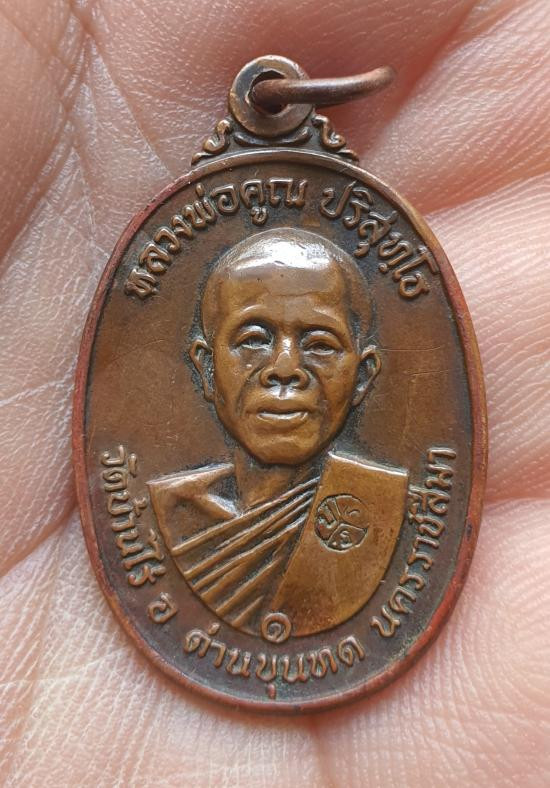 หลวงพ่อคูณ ปริสุทฺโธ
๑
วัดบ้านไร่ อ ด่านขุนทด นครราชสีมา